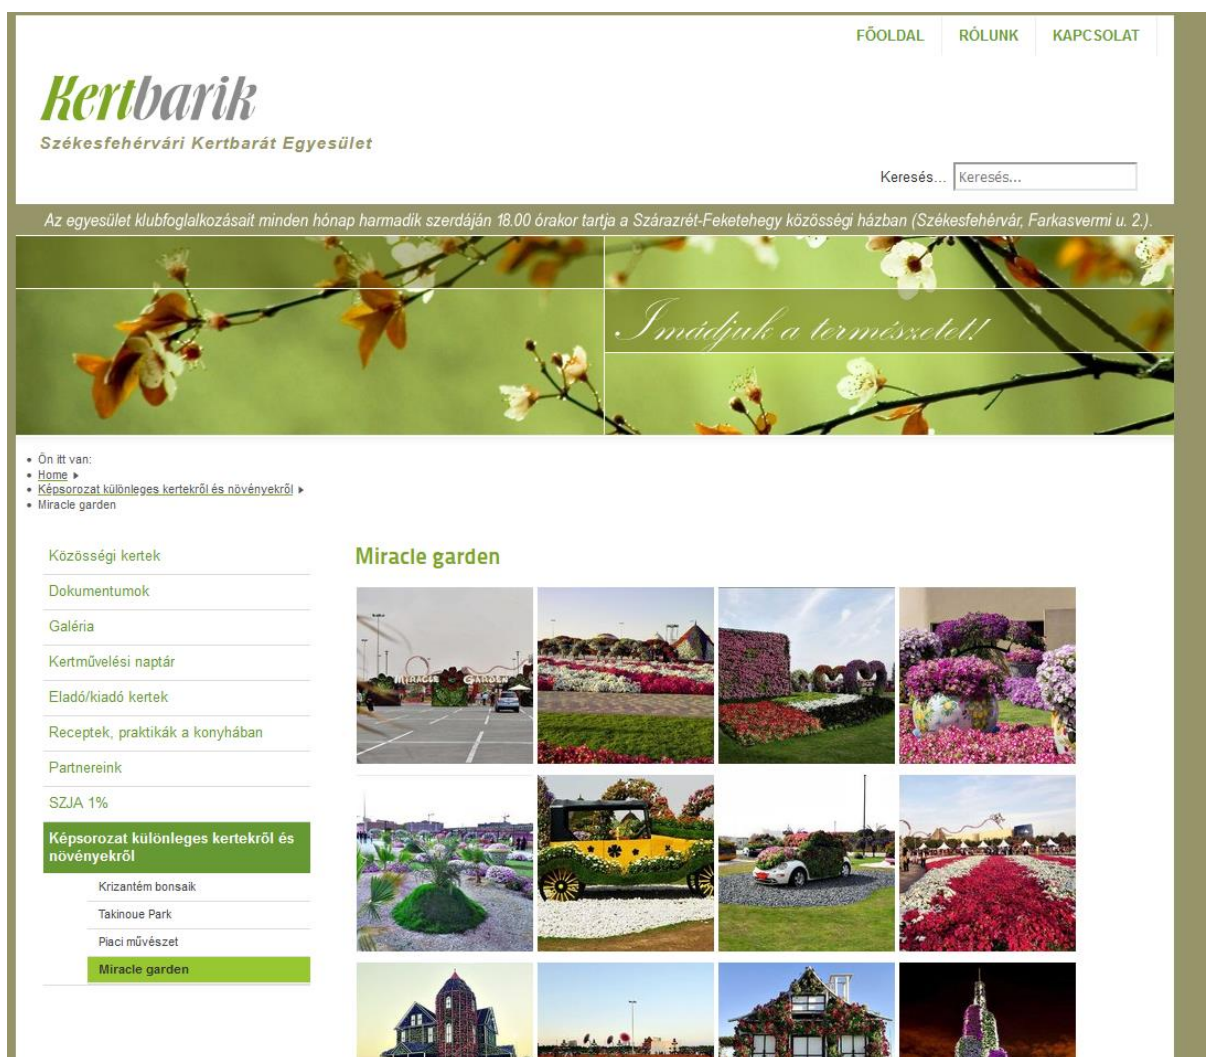 FŐOLDAL RÓLUNK KAPCSOLAT
Kertbarik
Székesfehérvári Kertbarát Egyesület
Keresés... Keresés...
Az egyesület klubfoglalkozásait minden hónap harmadik szerdáján 18.00 órakor tartja a Szárazrét-Feketehegy közösségi házban (Székesfehérvár, Farkasvermi u. 2.).
Imádjuk a természetet!
Ön itt van:
Home
Képsorozat különleges kertekről és növényekről
Miracle garden
Közösségi kertek
Dokumentumok
Galéria
Kertművelési naptár
Eladó/kiadó kertek
Receptek, praktikák a konyhában
Partnereink
SZJA 1%
Képsorozat különleges kertekről és
növényekről
Krizantém bonsaik
Takinoue Park
Piaci művészet
Miracle garden
Miracle garden
MIRACLE GARDEN